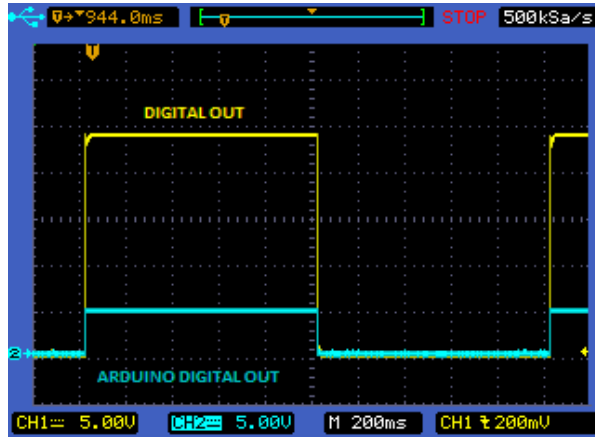 944.0ms STOP 500kSa/s
T
DIGITAL OUT
2
ARDUINO DIGITAL OUT
CH1 5.00V CH2 5.00V M 200ms CH1 200mV